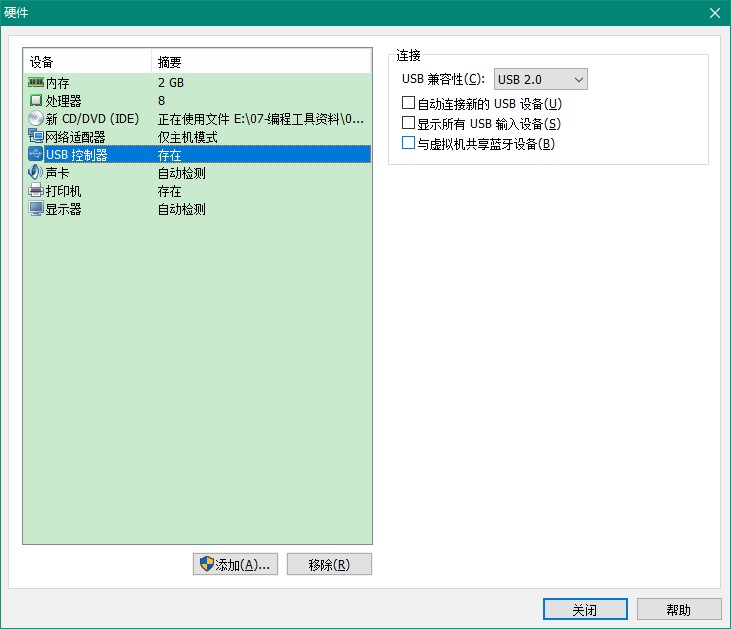 硬件
设备 摘要
内存 2 GB
处理器 8
新 CD/DVD (IDE) 正在使用文件 E:\07-编程工具资料\0...
网络适配器 仅主机模式
USB 控制器 存在
声卡 自动检测
打印机 存在
显示器 自动检测
添加(A)...
移除(R)
连接
USB 兼容性(C): USB 2.0
自动连接新的 USB 设备(U)
显示所有 USB 输入设备(S)
与虚拟机共享蓝牙设备(B)
关闭
帮助